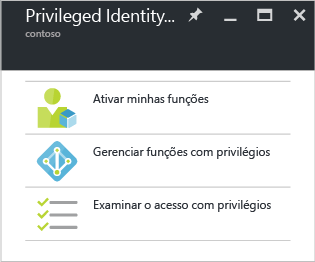 Privileged Identity...
contoso
Ativar minhas funções
Gerenciar funções com privilégios
Examinar o acesso com privilégios